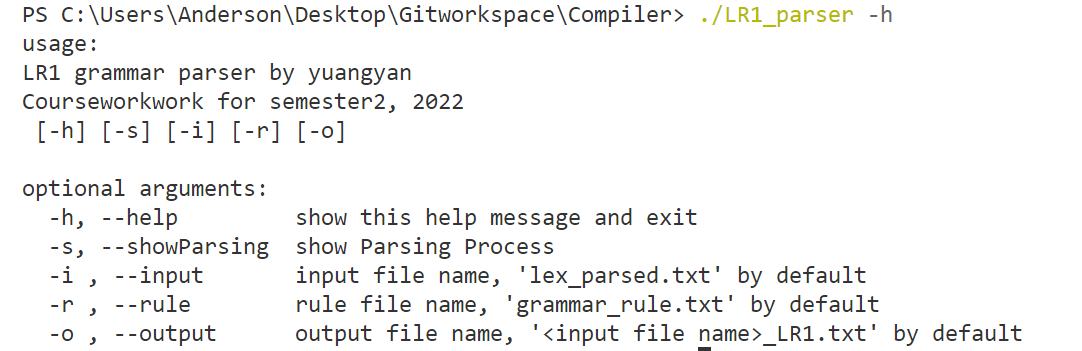 PS C:\Users\Anderson\Desktop\Gitworkspace\Compiler> ./LR1_parser -h
usage:
LR1 grammar parser by yuangyan
Courseworkwork for semester2, 2022
 [-h] [-s] [-i] [-r] [-o]

optional arguments:
  -h, --help         show this help message and exit
  -s, --showParsing  show Parsing Process
  -i , --input       input file name, 'lex_parsed.txt' by default
  -r , --rule        rule file name, 'grammar_rule.txt' by default
  -o , --output      output file name, '<input file name>_LR1.txt' by default